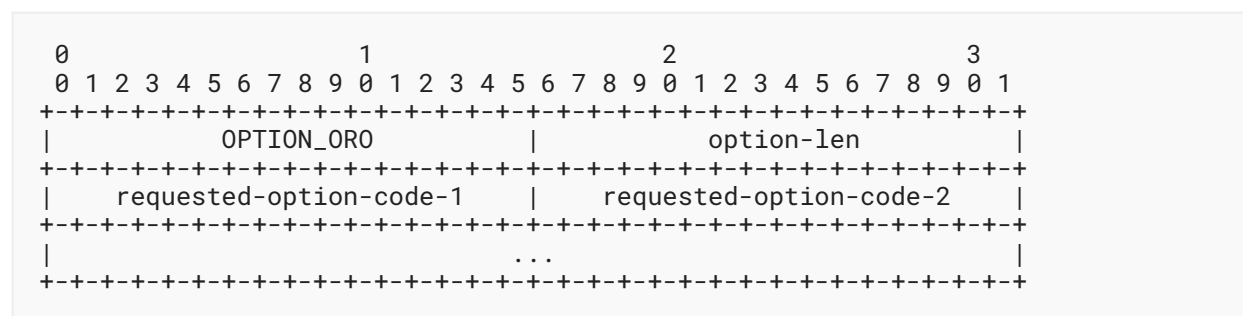 0                   1                   2                   3
 0 1 2 3 4 5 6 7 8 9 0 1 2 3 4 5 6 7 8 9 0 1 2 3 4 5 6 7 8 9 0 1
+-+-+-+-+-+-+-+-+-+-+-+-+-+-+-+-+-+-+-+-+-+-+-+-+-+-+-+-+-+-+-+-+
|           OPTION_ORO          |           option-len          |
+-+-+-+-+-+-+-+-+-+-+-+-+-+-+-+-+-+-+-+-+-+-+-+-+-+-+-+-+-+-+-+-+
|    requested-option-code-1    |    requested-option-code-2    |
+-+-+-+-+-+-+-+-+-+-+-+-+-+-+-+-+-+-+-+-+-+-+-+-+-+-+-+-+-+-+-+-+
|                              ...                              |
+-+-+-+-+-+-+-+-+-+-+-+-+-+-+-+-+-+-+-+-+-+-+-+-+-+-+-+-+-+-+-+-+